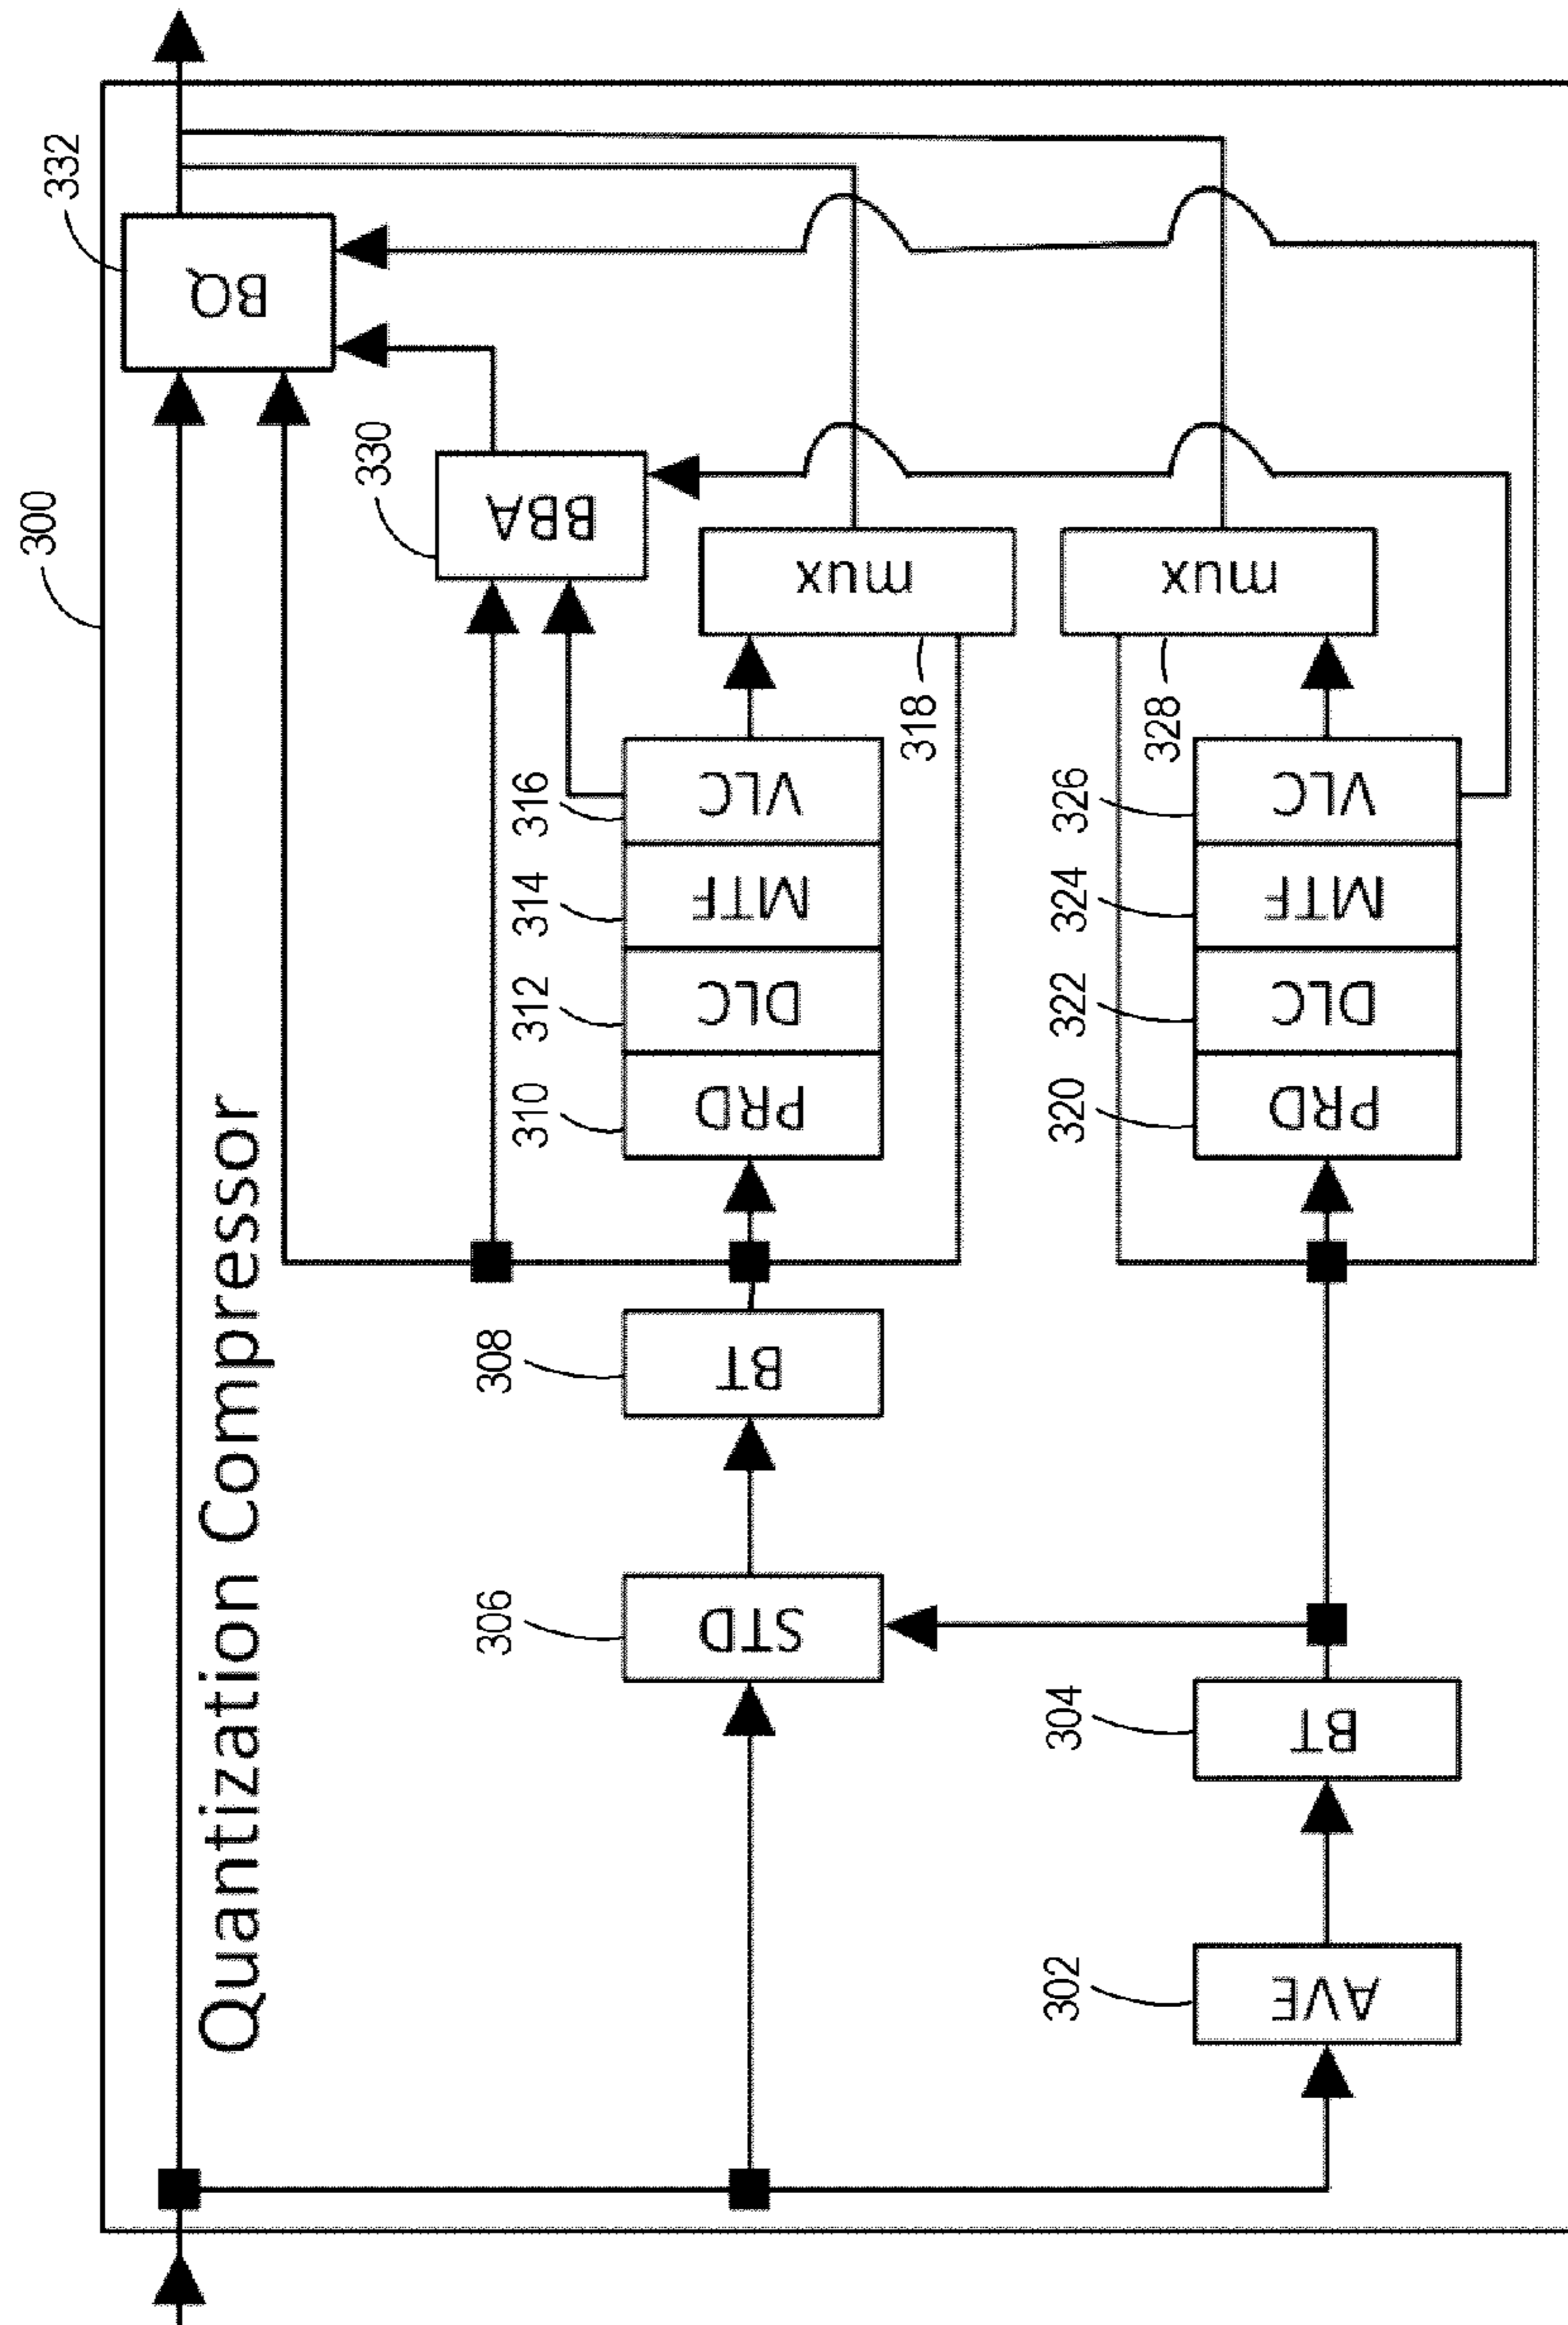 300
332
BQ
330
BBA
Quantization Compressor
mux
318
mux
328
316
VLC
314
MTF
312
DLC
310
PRD
326
VLC
324
MTF
322
DLC
320
PRD
308
BT
306
STD
304
BT
302
AVE